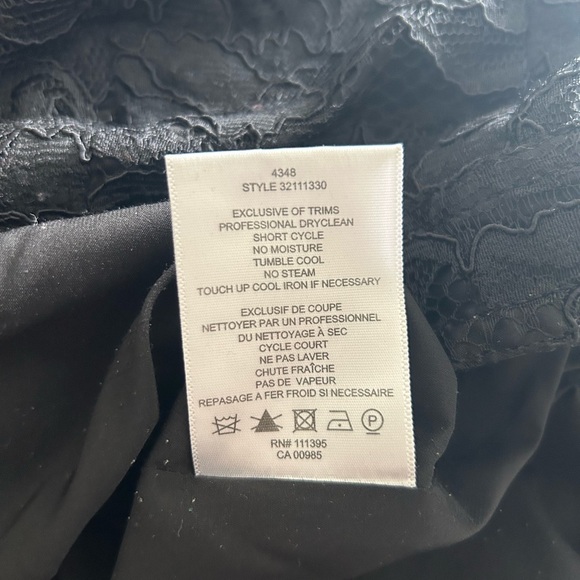 4348
STYLE 32111330
EXCLUSIVE OF TRIMS
PROFESSIONAL DRYCLEAN
SHORT CYCLE
NO MOISTURE
TUMBLE COOL
NO STEAM
TOUCH UP COOL IRON IF NECESSARY
EXCLUSIF DE COUPE
NETTOYER PAR UN PROFESSIONNEL
DU NETTOYAGE À SEC
CYCLE COURT
NE PAS LAVER
CHUTE FRAÎCHE
PAS DE VAPEUR
REPASAGE A FER FROID SI NECESSAIRE
P
RN# 111395
CA 00985